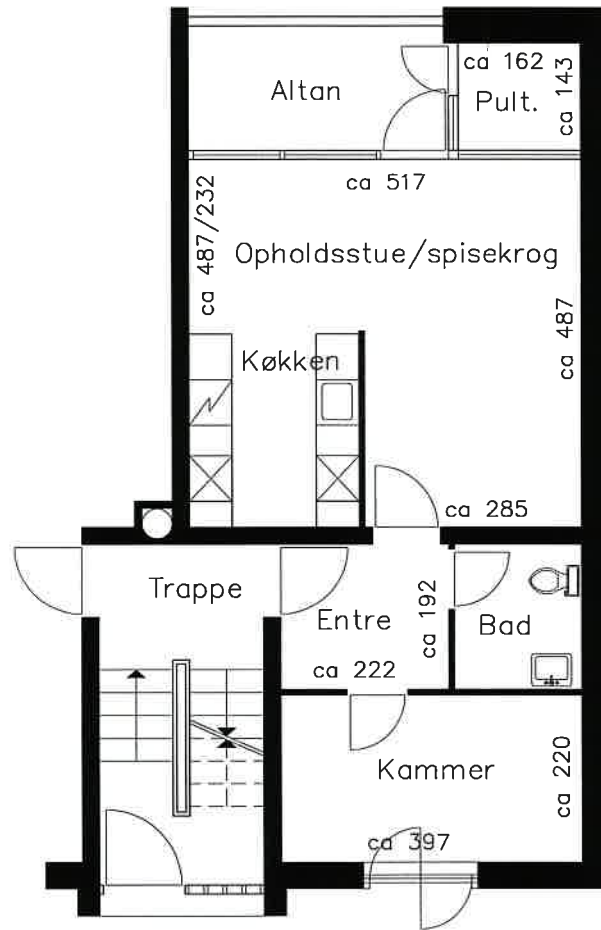 ca 162
Altan
Pult.
ca 143
ca 517
ca 487/232
Opholdsstue/spisekrog
ca 487
Køkken
ca 285
Trappe
Entre
ca 192
Bad
ca 222
Kammer
ca 220
ca 397